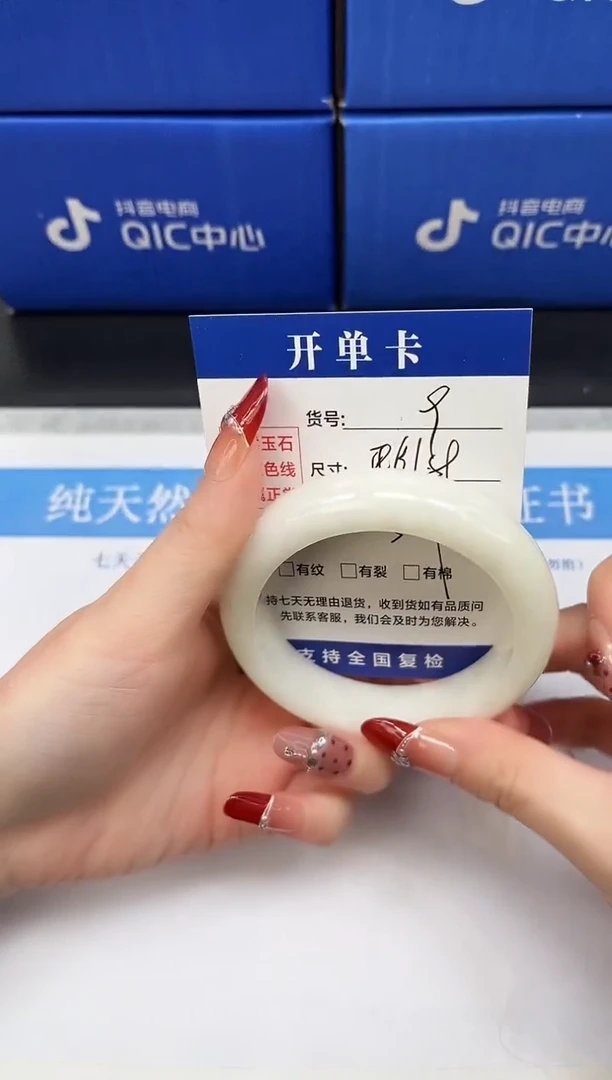 抖音电商
QIC中心
抖音电商
QIC中
开单卡
货号: 9
玉石
色线
尺寸:
纯天然
证书
□有纹 □有裂 □有棉
持七天无理由退货，收到货如有品质问
先联系客服，我们会及时为您解决。
支持全国复检